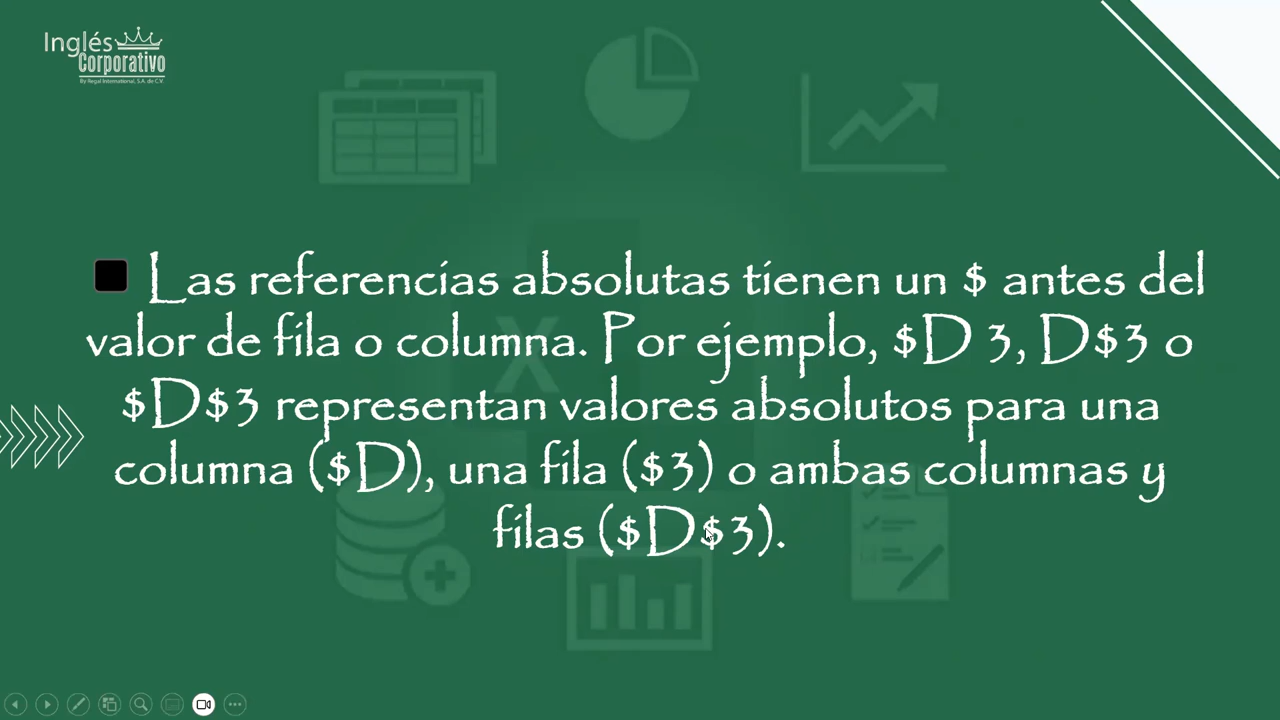 Inglés
Corporativo
By Regal International, S.A. de C.V.
Las referencias absolutas tienen un $ antes del
valor de fila o columna. Por ejemplo, $D 3, D$3 o
$D$3 representan valores absolutos para una
columna ($D), una fila ($3) o ambas columnas y
filas ($D$3).